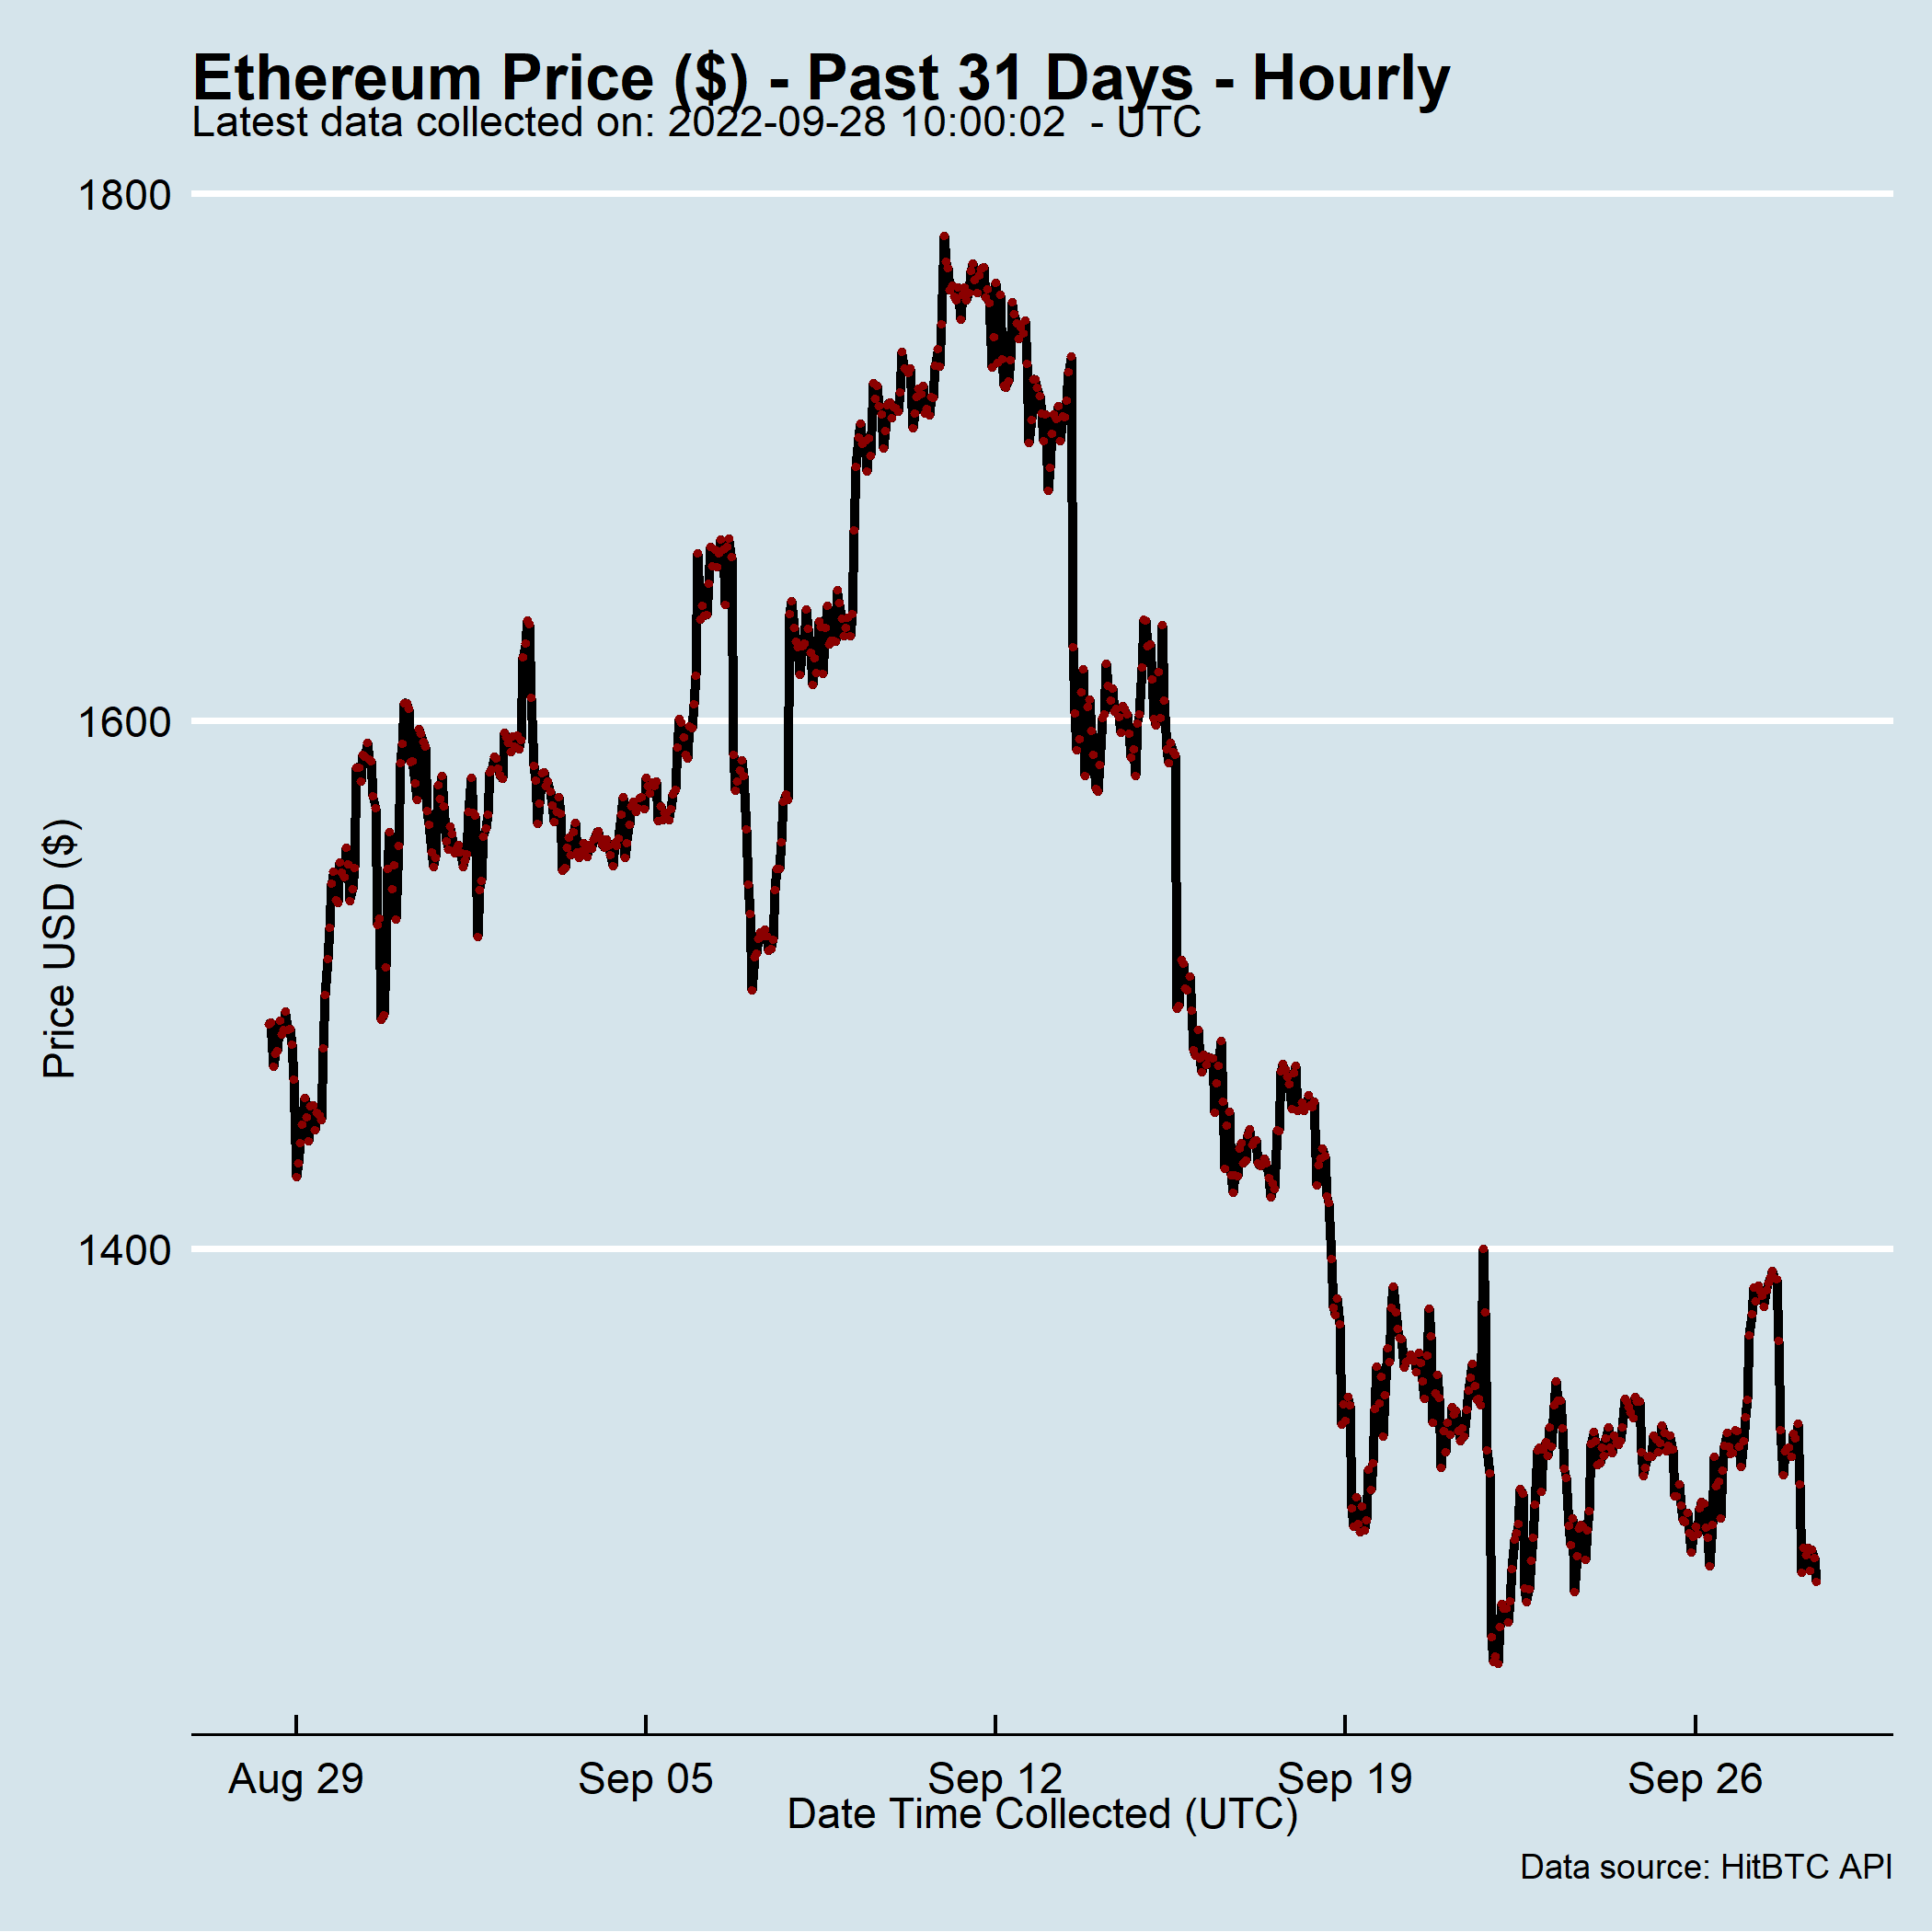 Ethereum Price ($) - Past 31 Days - Hourly
Latest data collected on: 2022-09-28 10:00:02  - UTC
1800
1600
1400
Price USD ($)
Aug 29 Sep 05 Sep 12 Sep 19 Sep 26
Date Time Collected (UTC)
Data source: HitBTC API